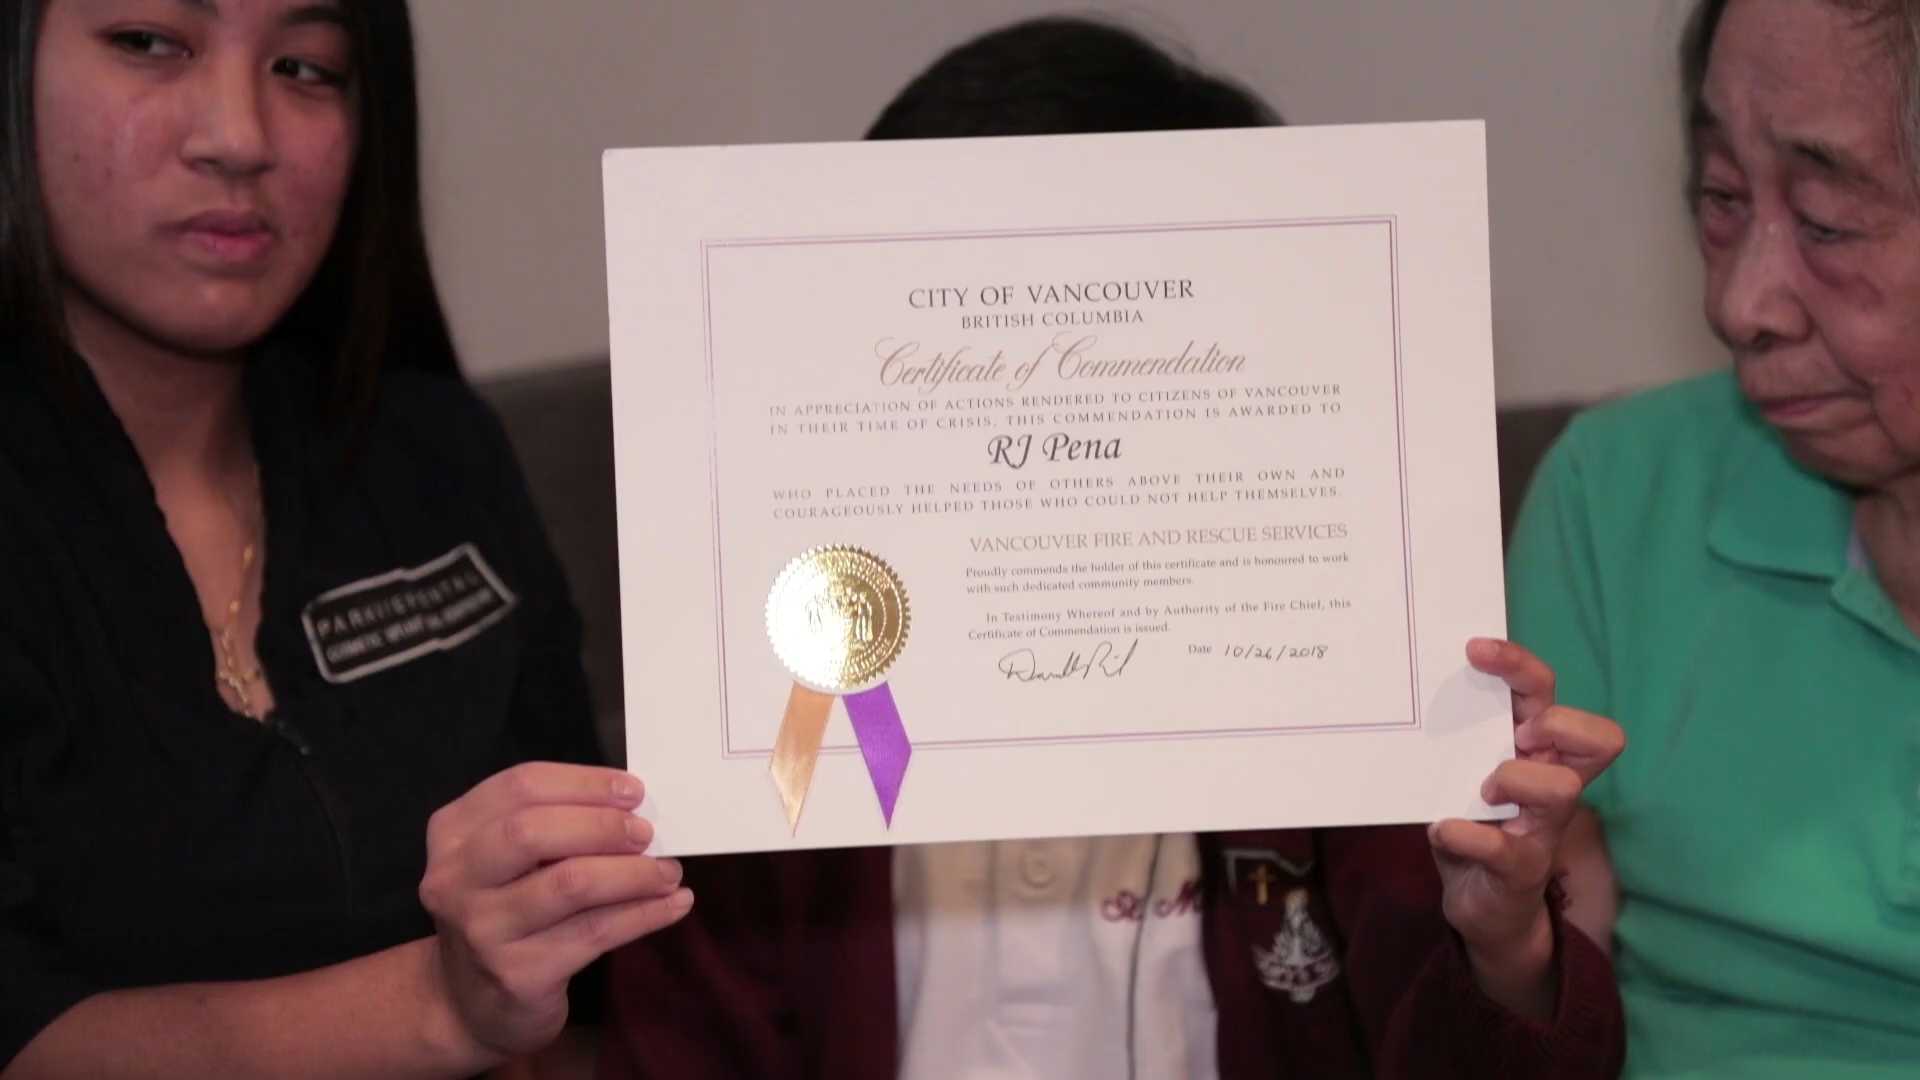 CITY OF VANCOUVER
BRITISH COLUMBIA
Certificate of Commendation
IN APPRECIATION OF ACTIONS RENDERED TO CITIZENS OF VANCOUVER
IN THEIR TIME OF CRISIS, THIS COMMENDATION IS AWARDED TO
RJ Pena
WHO PLACED THE NEEDS OF OTHERS ABOVE THEIR OWN AND
COURAGEOUSLY HELPED THOSE WHO COULD NOT HELP THEMSELVES.
VANCOUVER FIRE AND RESCUE SERVICES
Proudly commends the holder of this certificate and is honoured to work
with such dedicated community members.
In Testimony Whereof and by Authority of the Fire Chief, this
Certificate of Commendation is issued.
Date 10/26/2018